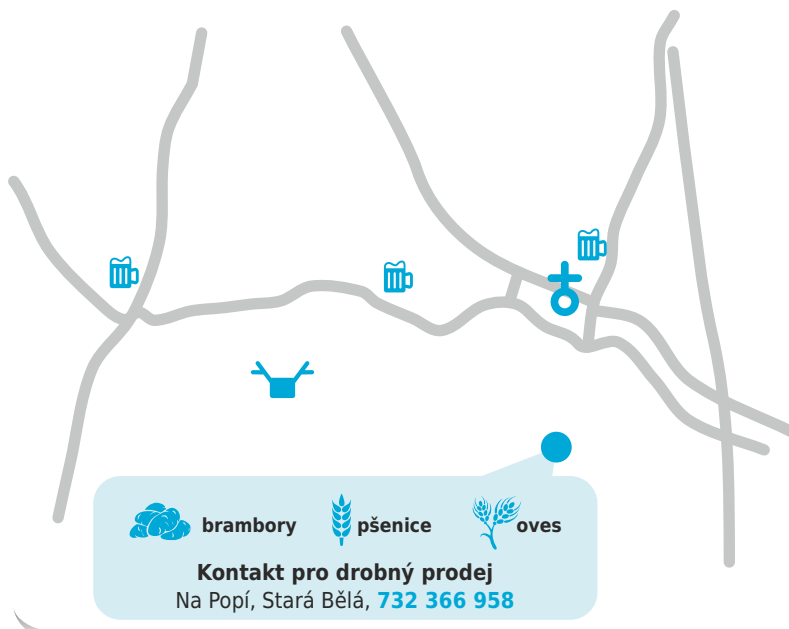 brambory pšenice oves
Kontakt pro drobný prodej
Na Popí, Stará Bělá, 732 366 958